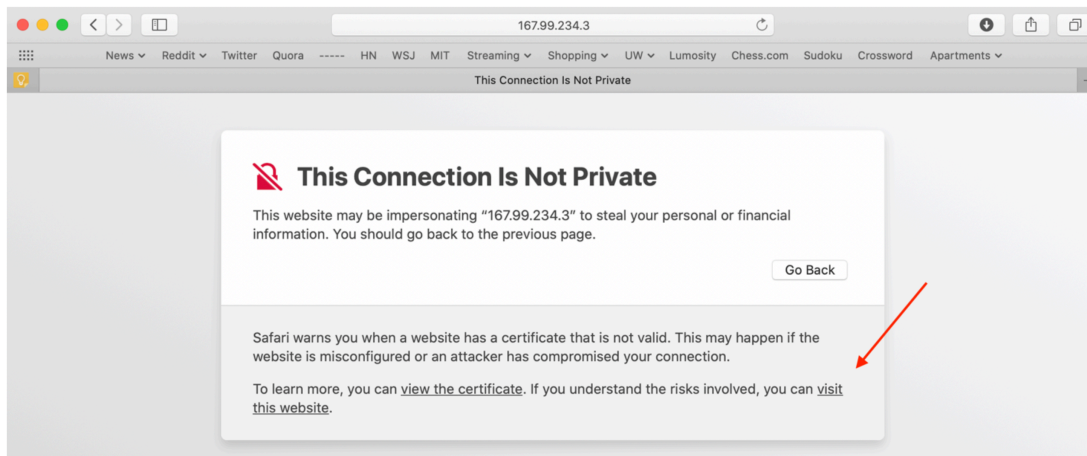 167.99.234.3
News Reddit Twitter Quora ----- HN WSJ MIT Streaming Shopping UW Lumosity Chess.com Sudoku Crossword Apartments
This Connection Is Not Private
This Connection Is Not Private
This website may be impersonating “167.99.234.3” to steal your personal or financial
information. You should go back to the previous page.
Go Back
Safari warns you when a website has a certificate that is not valid. This may happen if the
website is misconfigured or an attacker has compromised your connection.
To learn more, you can view the certificate. If you understand the risks involved, you can visit
this website.